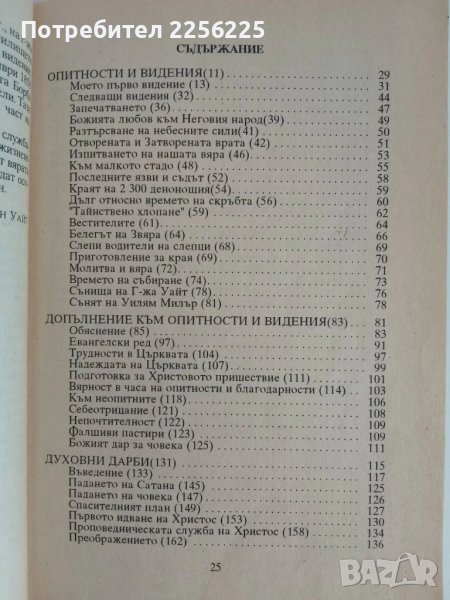 Потребител 2256225
СЪДЪРЖАНИЕ
ОПИТНОСТИ И ВИДЕНИЯ(11) 29
Моето първо видение (13) 31
Следващи видения (32) 44
Запечатването (36) 47
Божията любов към Неговия народ(39) 49
Разтърсване на небесните сили(41) 50
Отворената и Затворената врата (42) 51
Изпитването на нашата вяра (46) 53
Към малкото стадо (48) 55
Последните язви и съдът (52) 58
Краят на 2 300 денонощия(54) 59
Дълг относно времето на скръбта (56) 60
"Тайнствено хлопане" (59) 62
Вестителите (61) 64
Белегът на Звяра (64) 66
Слепи водители на слепци (68) 69
Приготовление за края (69) 70
Молитва и вяра (72) 71
Времето на събиране (74) 73
Сънища на Г-жа Уайт (78) 76
Сънят на Уилям Милър (81) 78
ДОПЪЛНЕНИЕ КЪМ ОПИТНОСТИ И ВИДЕНИЯ(83) 81
Обяснение (85) 83
Евангелски ред (97) 91
Трудности в Църквата (104) 97
Надеждата на Църквата (107) 99
Подготовка за Христовото пришествие (111) 101
Вярност в часа на опитности и благодарности (114) 103
Към неопитните (118) 106
Себеотрицание (121) 108
Непочтителност (122) 109
Фалшиви пастири (123) 109
Божият дар за човека (125) 111
ДУХОВНИ ДАРБИ(131) 115
Въведение (133) 115
Падането на Сатана (145) 125
Падането на човека (147) 126
Спасителният план (149) 127
Първото идване на Христос (153) 130
Проповедническата служба на Христос (158) 134
Преображението (162) 136
25
БАЗАР